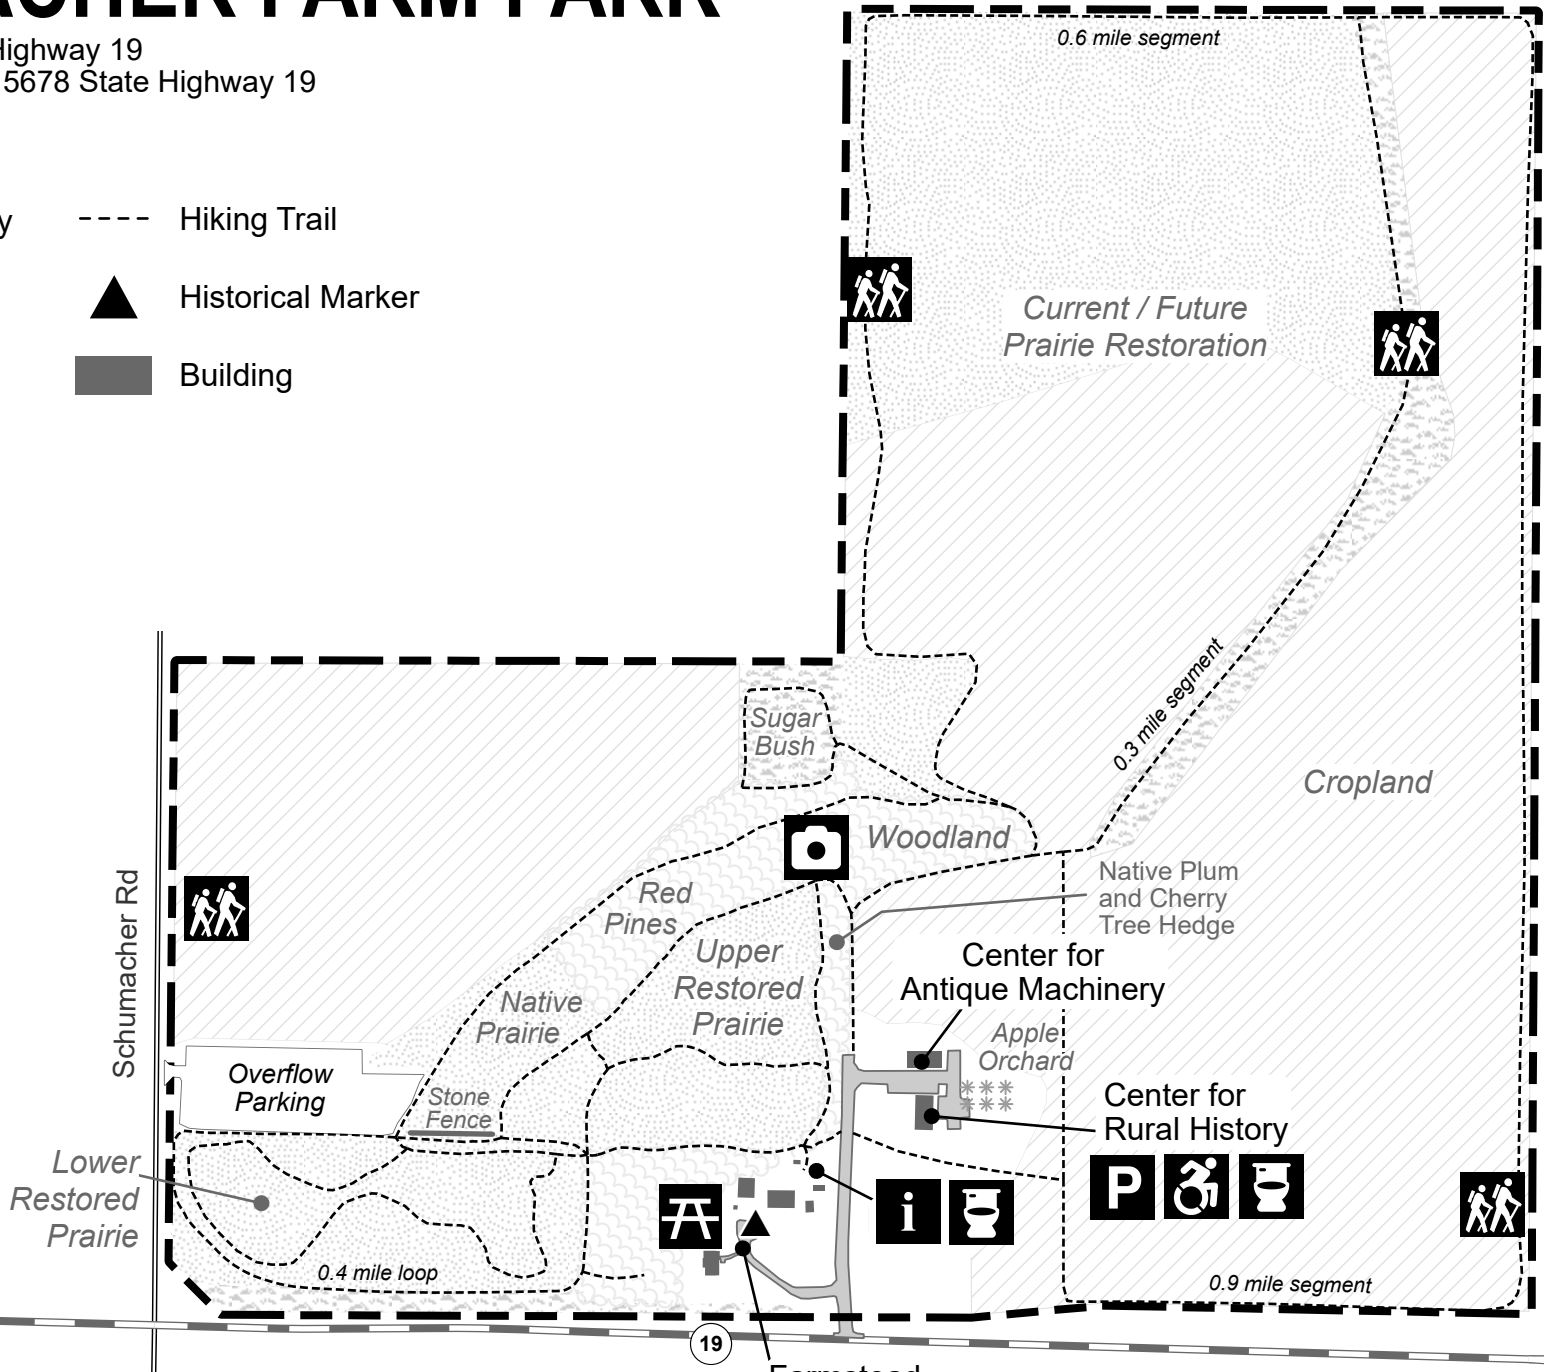 FARM PARK
Highway 19
5678 State Highway 19
y
Hiking Trail
Historical Marker
Building
0.6 mile segment
Current / Future
Prairie Restoration
0.3 mile segment
Sugar
Bush
Cropland
Woodland
Red
Pines
Native Plum
and Cherry
Tree Hedge
Schumacher Rd
Upper
Restored
Prairie
Center for
Antique Machinery
Native
Prairie
Apple
Orchard
Overflow
Parking
Stone
Fence
Center for
Rural History
P
Lower
Restored
Prairie
i
0.4 mile loop
0.9 mile segment
19
Farmstead